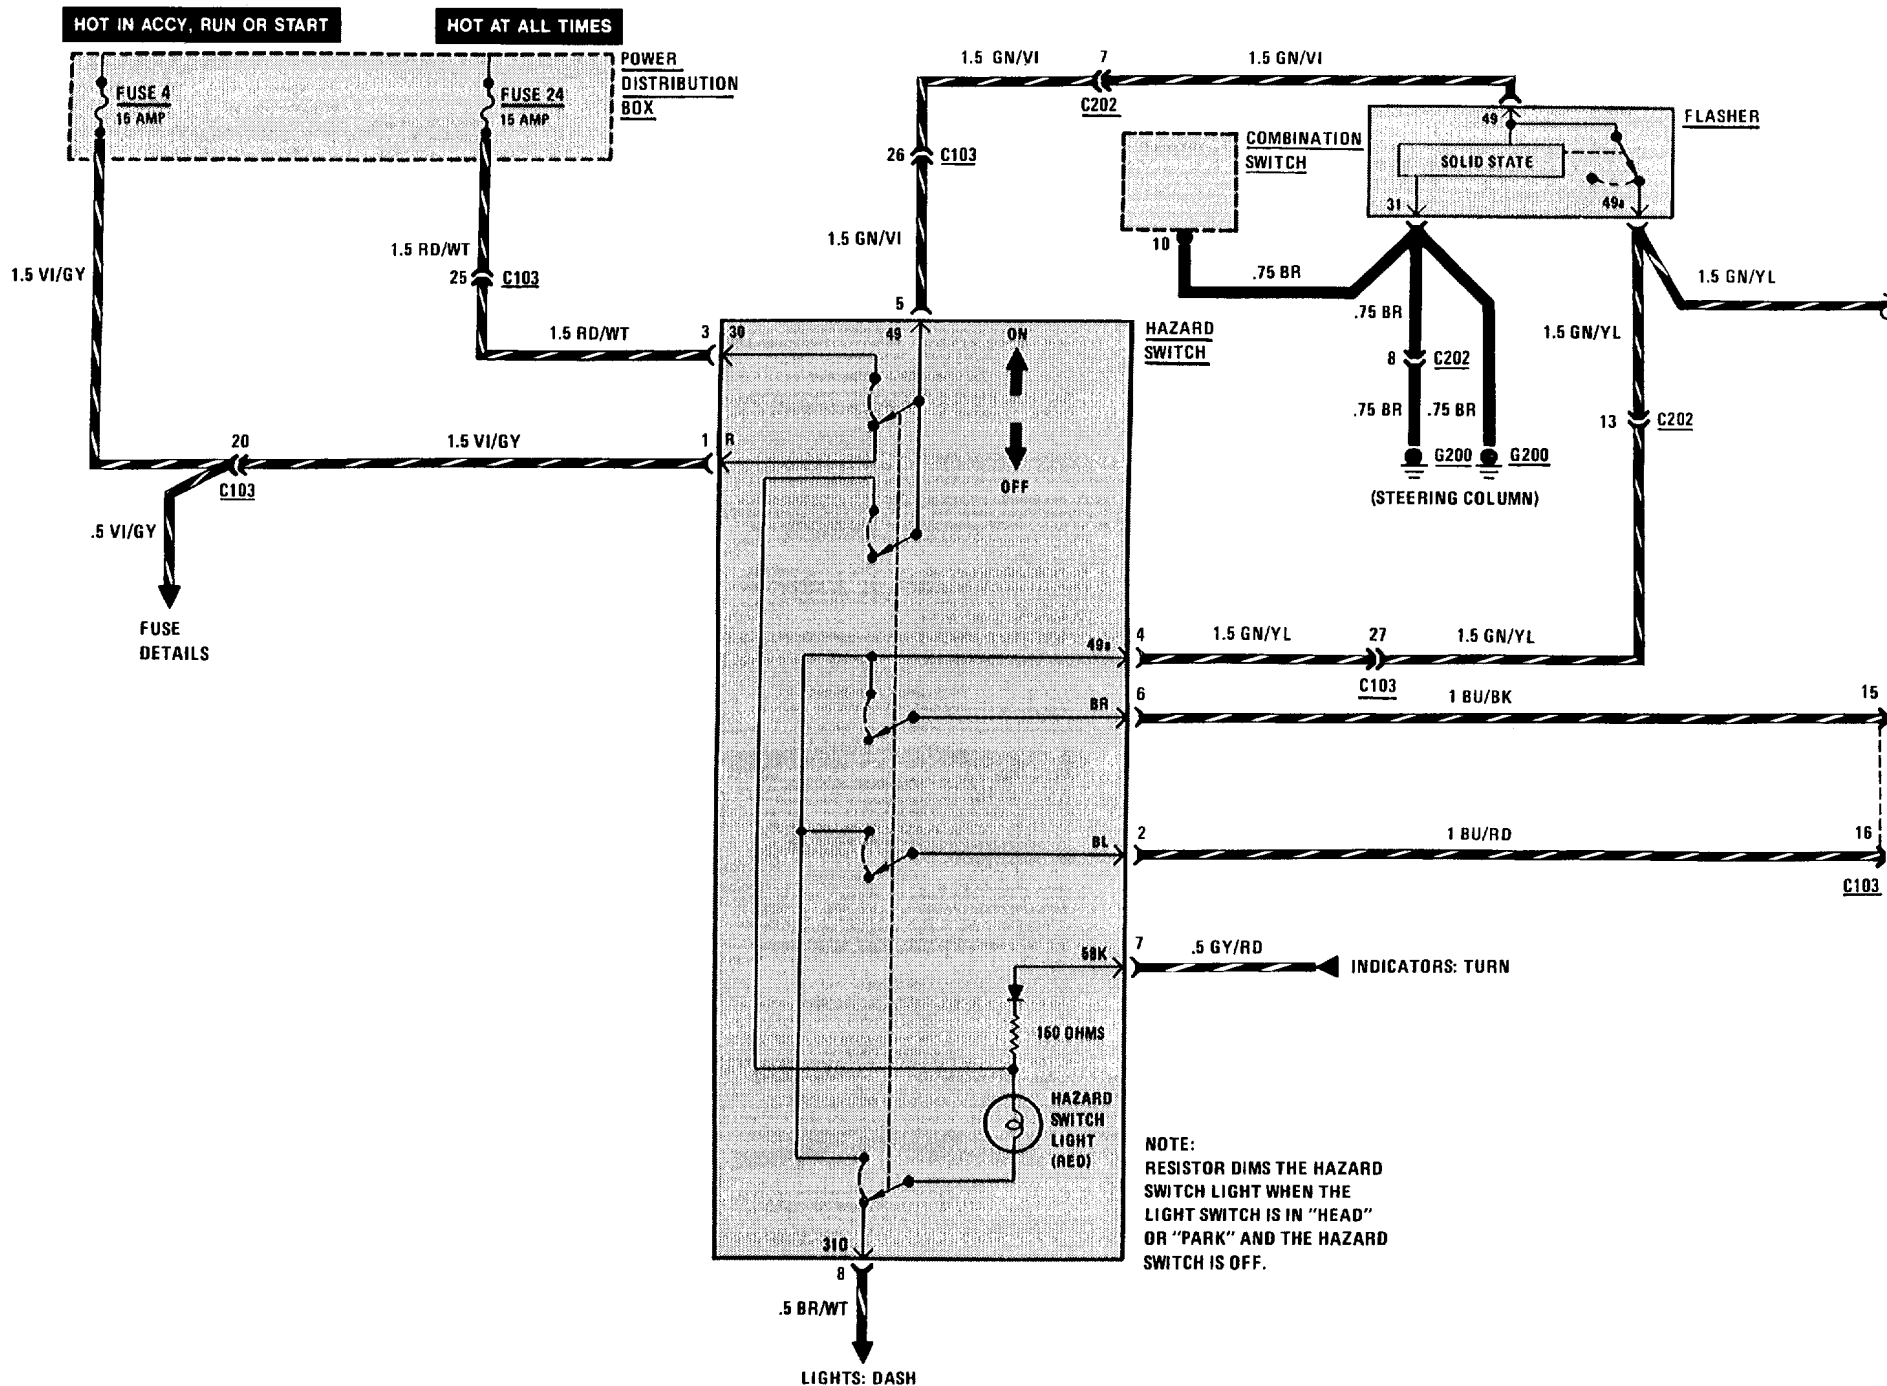 HOT IN ACCY, RUN OR START
HOT AT ALL TIMES
POWER
DISTRIBUTION
BOX
FUSE 4
16 AMP
FUSE 24
15 AMP
1.5 GN/VI
7
1.5 GN/VI
C202
26
C103
1.5 GN/VI
COMBINATION
SWITCH
10
FLASHER
49
SOLID STATE
31
49a
1.5 VI/GY
1.5 RD/WT
25
C103
.75 BR
1.5 GN/YL
.75 BR
1.5 GN/YL
5
1.5 RD/WT
3
30
49
ON
OFF
HAZARD
SWITCH
8
C202
.75 BR
.75 BR
13
C202
G200
G200
(STEERING COLUMN)
20
1.5 VI/GY
1
R
C103
.5 VI/GY
FUSE
DETAILS
49a
4
1.5 GN/YL
27
1.5 GN/YL
C103
BR
6
1 BU/BK
15
BL
2
1 BU/RD
16
C103
58K
7
.5 GY/RD
INDICATORS: TURN
150 OHMS
HAZARD
SWITCH
LIGHT
(RED)
NOTE:
RESISTOR DIMS THE HAZARD
SWITCH LIGHT WHEN THE
LIGHT SWITCH IS IN "HEAD"
OR "PARK" AND THE HAZARD
SWITCH IS OFF.
31O
8
.5 BR/WT
LIGHTS: DASH